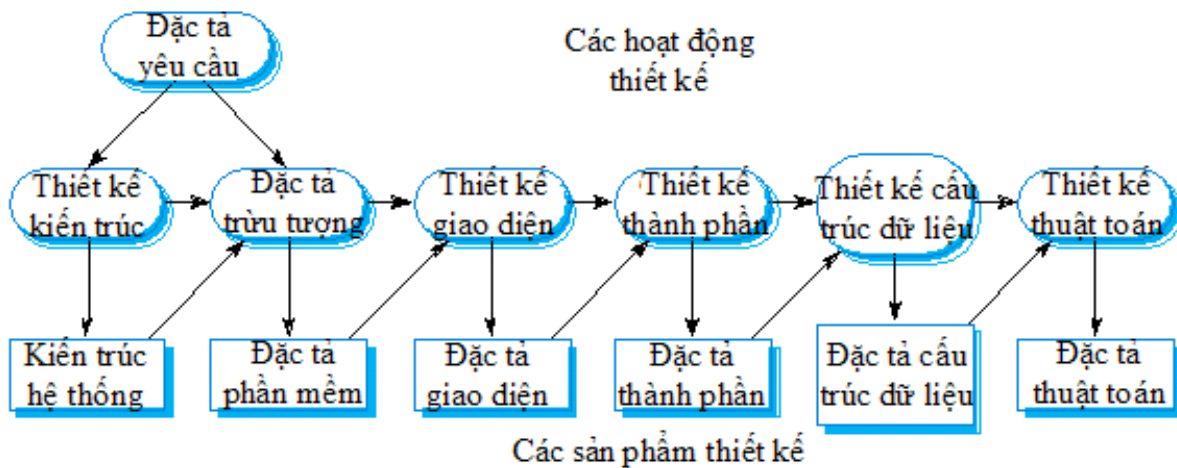 Đặc tả
yêu cầu
Các hoạt động
thiết kế
Thiết kế
kiến trúc
Đặc tả
trừu tượng
Thiết kế
giao diện
Thiết kế
thành phần
Thiết kế cấu
trúc dữ liệu
Thiết kế
thuật toán
Kiến trúc
hệ thống
Đặc tả
phần mềm
Đặc tả
giao diện
Đặc tả
thành phần
Đặc tả cấu
trúc dữ liệu
Đặc tả
thuật toán
Các sản phẩm thiết kế